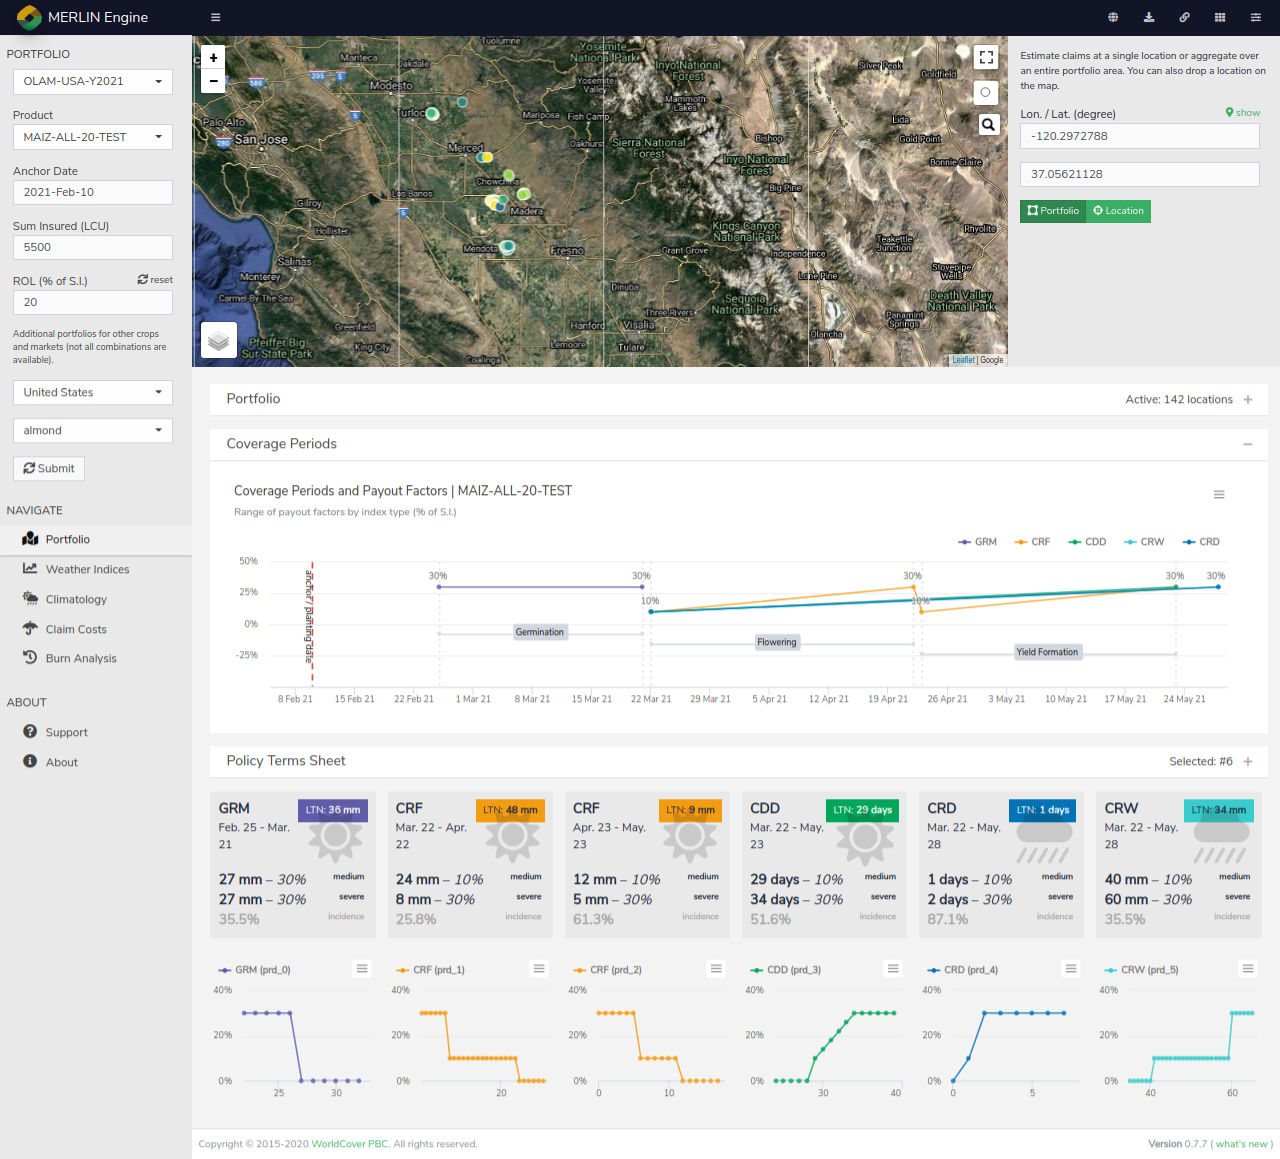 MERLIN Engine
PORTFOLIO
OLAM-USA-Y2021
Product
MAIZ-ALL-20-TEST
Anchor Date
2021-Feb-10
Sum Insured (LCU)
5500
ROL (% of S.I.)
reset
20
Additional portfolios for other crops
and markets (not all combinations are
available).
United States
almond
Submit
NAVIGATE
Portfolio
Weather Indices
Climatology
Claim Costs
Burn Analysis
ABOUT
Support
About
+
−
Tuolumne
Yosemite
National Park
Manteca
Oakdale
205
5
580
Modesto
Yosemite
Valley
Inyo National
Forest
Silver Peak
Goldfield
Mammoth
Lakes
Turlock
5
Palo Alto
Mariposa
Fish Camp
Lida
San Jose
280
Merced
Oakhurst
Sierra National
Forest
Bishop
Gold Point
Inyo National
Forest
Bonnie Claire
Chowchilla
Los Banos
Big Pine
Gilroy
5
Madera
Hollister
Kings Canyon
National Park
Rhyolite
Mendota
Fresno
Grant Grove
Independence
Teakettle
Junction
Salinas
Stovepipe
Wells
Monterey
Lone Pine
Dinuba
Carmel-By-The-Sea
Sequoia
National Park
Death Valley
National Park
Three Rivers
Panamint
Springs
Greenfield
Hanford
Visalia
Olancha
Pfeiffer Big
Sur State Park
King City
Lemoore
Tulare
Coalinga
Leaflet | Google
Estimate claims at a single location or aggregate over
an entire portfolio area. You can also drop a location on
the map.
Lon. / Lat. (degree)
show
-120.2972788
37.05621128
Portfolio
Location
Portfolio
Active: 142 locations
Coverage Periods
Coverage Periods and Payout Factors | MAIZ-ALL-20-TEST
Range of payout factors by index type (% of S.I.)
GRM CRF CDD CRW CRD
50%
25%
0%
-25%
anchor / planting date
30%
30%
10%
30%
10%
30%
30%
Germination
Flowering
Yield Formation
8 Feb 21 15 Feb 21 22 Feb 21 1 Mar 21 8 Mar 21 15 Mar 21 22 Mar 21 29 Mar 21 5 Apr 21 12 Apr 21 19 Apr 21 26 Apr 21 3 May 21 10 May 21 17 May 21 24 May 21
Policy Terms Sheet
Selected: #6
GRM
LTN: 36 mm
Feb. 25 - Mar.
21
27 mm – 30% medium
27 mm – 30% severe
35.5% incidence
CRF
LTN: 48 mm
Mar. 22 - Apr.
22
24 mm – 10% medium
8 mm – 30% severe
25.8% incidence
CRF
LTN: 9 mm
Apr. 23 - May.
23
12 mm – 10% medium
5 mm – 30% severe
61.3% incidence
CDD
LTN: 29 days
Mar. 22 - May.
23
29 days – 10% medium
34 days – 30% severe
51.6% incidence
CRD
LTN: 1 days
Mar. 22 - May.
28
1 days – 10% medium
2 days – 30% severe
87.1% incidence
CRW
LTN: 34 mm
Mar. 22 - May.
28
40 mm – 10% medium
60 mm – 30% severe
35.5% incidence
GRM (prd_0)
40%
20%
0%
25 30
CRF (prd_1)
40%
20%
0%
20
CRF (prd_2)
40%
20%
0%
0 10
CDD (prd_3)
40%
20%
0%
30 40
CRD (prd_4)
40%
20%
0%
0 5
CRW (prd_5)
40%
20%
0%
40 60
Copyright © 2015-2020 WorldCover PBC. All rights reserved.
Version 0.7.7 ( what's new )